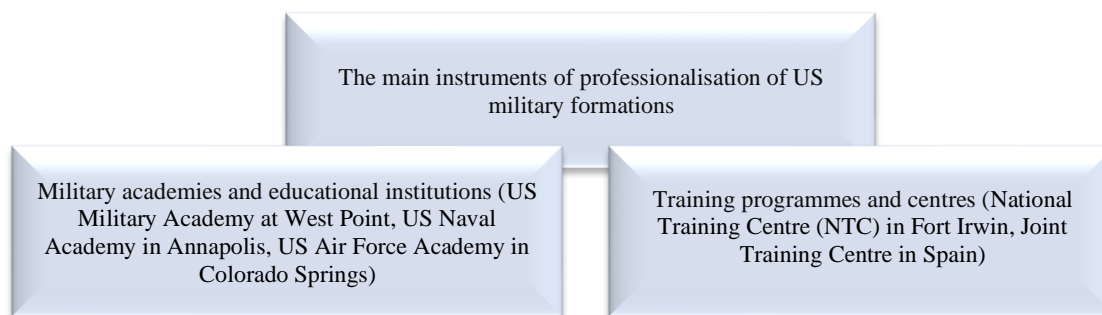 The main instruments of professionalisation of US
military formations
Military academies and educational institutions (US
Military Academy at West Point, US Naval
Academy in Annapolis, US Air Force Academy in
Colorado Springs)
Training programmes and centres (National
Training Centre (NTC) in Fort Irwin, Joint
Training Centre in Spain)